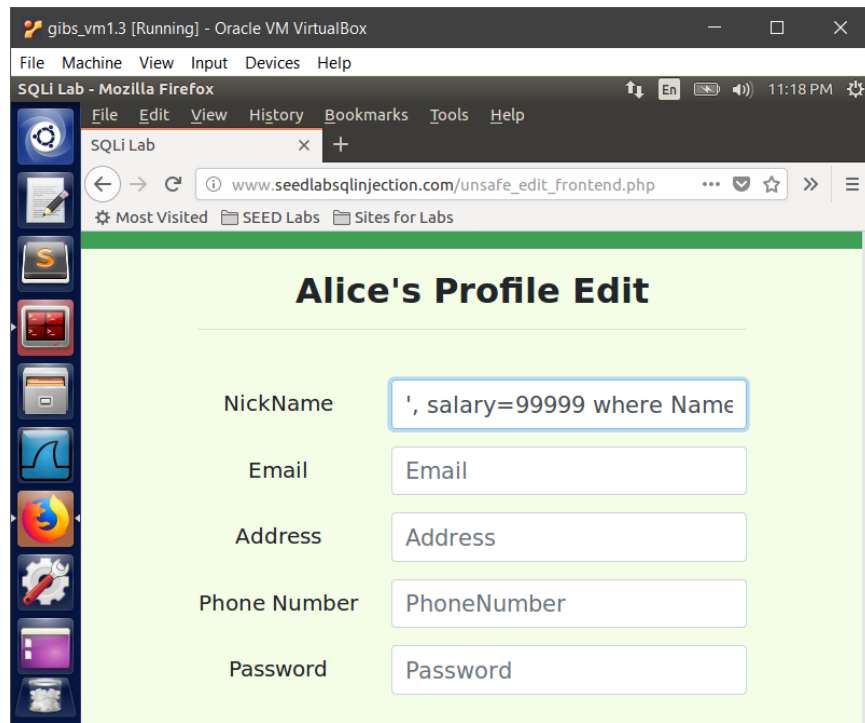 gibs_vm1.3 [Running] - Oracle VM VirtualBox
File Machine View Input Devices Help
SQLi Lab - Mozilla Firefox En 11:18 PM
File Edit View History Bookmarks Tools Help
SQLi Lab
www.seedlabsqlinjection.com/unsafe_edit_frontend.php
Most Visited SEED Labs Sites for Labs
Alice's Profile Edit
NickName ', salary=99999 where Name
Email Email
Address Address
Phone Number PhoneNumber
Password Password